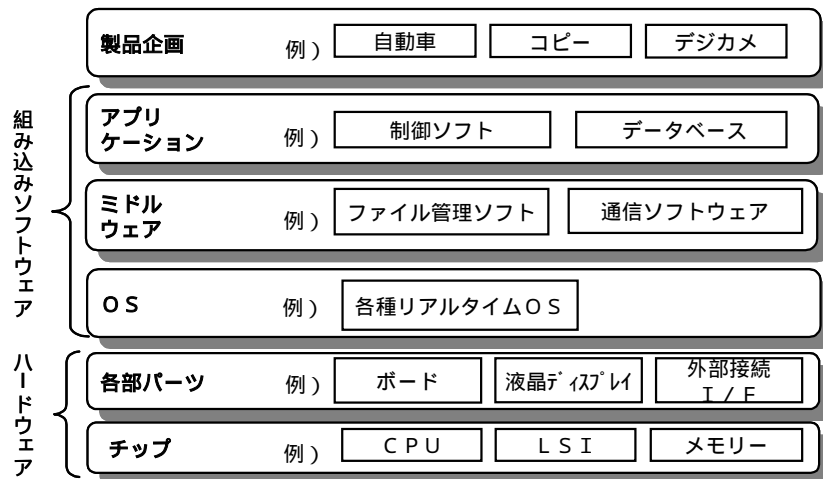 製品企画
例） 自動車 コピー デジカメ
組み込みソフトウェア
アプリ
ケーション
例） 制御ソフト データベース
ミドル
ウェア
例） ファイル管理ソフト 通信ソフトウェア
ＯＳ 例） 各種リアルタイムＯＳ
ハードウェア
各部パーツ 例） ボード 液晶ﾃﾞｨｽﾌﾟﾚｲ 外部接続
Ｉ／Ｆ
チップ 例） ＣＰＵ ＬＳＩ メモリー